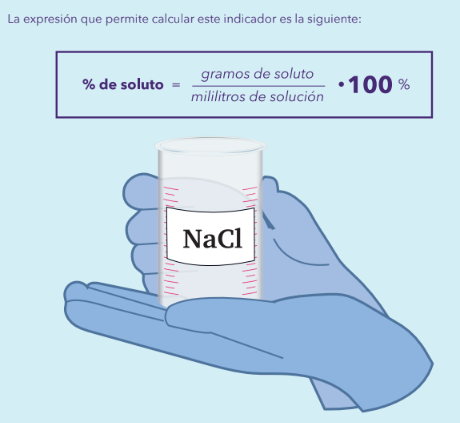 La expresión que permite calcular este indicador es la siguiente:
% de soluto = gramos de soluto / mililitros de solución • 100 %
NaCl